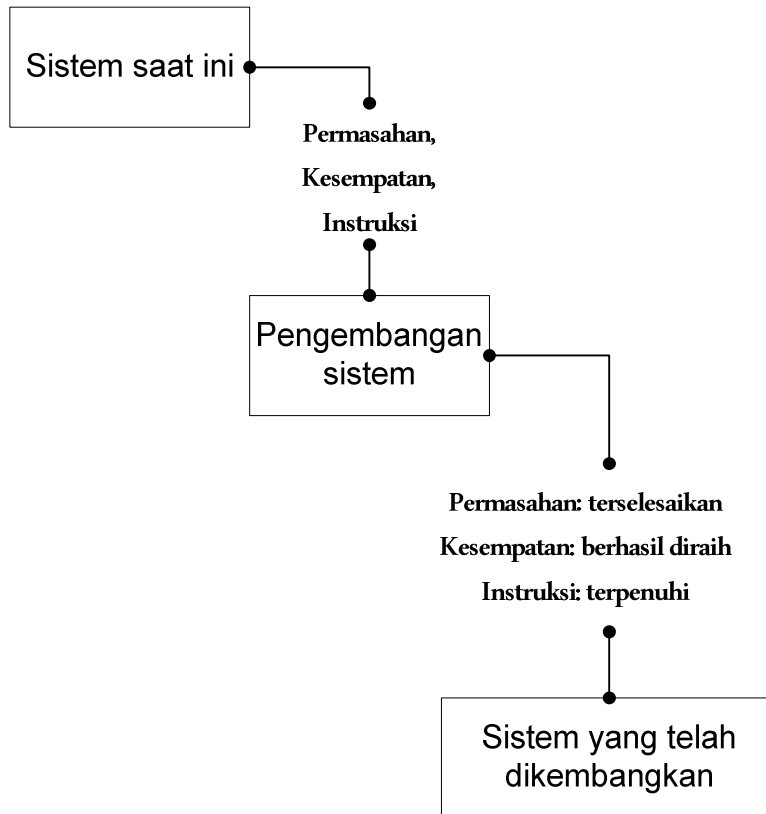 Sistem saat ini
Permasahan,
Kesempatan,
Instruksi
Pengembangan
sistem
Permasahan: terselesaikan
Kesempatan: berhasil diraih
Instruksi: terpenuhi
Sistem yang telah
dikembangkan